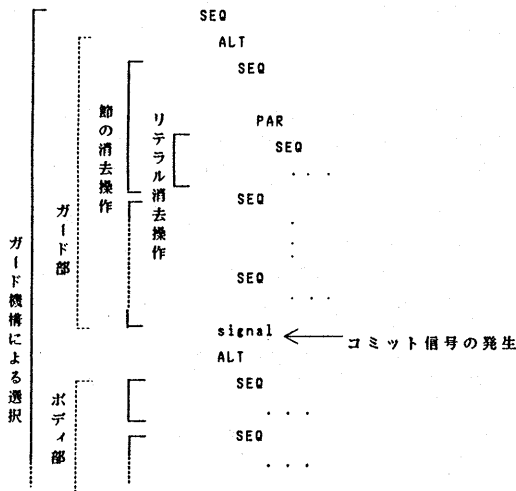 SEQ
ALT
SEQ
PAR
SEQ
. . .
SEQ
.
.
.
SEQ
. . .
signal
コミット信号の発生
ALT
SEQ
. . .
SEQ
. . .
ガード機構による選択
ガード部
節の消去操作
リテラル消去操作
ボディ部